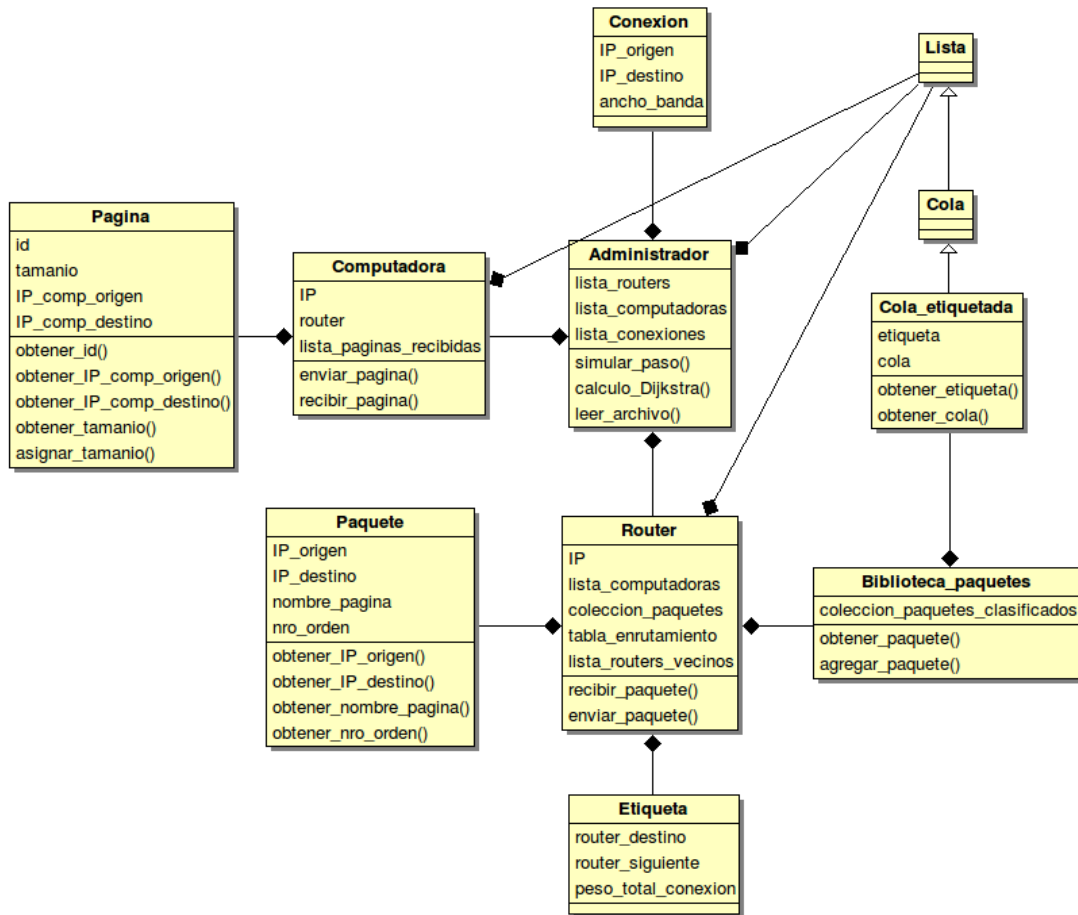 Conexion
IP_origen
IP_destino
ancho_banda
Lista
Cola
Pagina
id
tamanio
IP_comp_origen
IP_comp_destino
obtener_id()
obtener_IP_comp_origen()
obtener_IP_comp_destino()
obtener_tamanio()
asignar_tamanio()
Computadora
IP
router
lista_paginas_recibidas
enviar_pagina()
recibir_pagina()
Administrador
lista_routers
lista_computadoras
lista_conexiones
simular_paso()
calculo_Dijkstra()
leer_archivo()
Cola_etiquetada
etiqueta
cola
obtener_etiqueta()
obtener_cola()
Paquete
IP_origen
IP_destino
nombre_pagina
nro_orden
obtener_IP_origen()
obtener_IP_destino()
obtener_nombre_pagina()
obtener_nro_orden()
Router
IP
lista_computadoras
coleccion_paquetes
tabla_enrutamiento
lista_routers_vecinos
recibir_paquete()
enviar_paquete()
Biblioteca_paquetes
coleccion_paquetes_clasificados
obtener_paquete()
agregar_paquete()
Etiqueta
router_destino
router_siguiente
peso_total_conexion